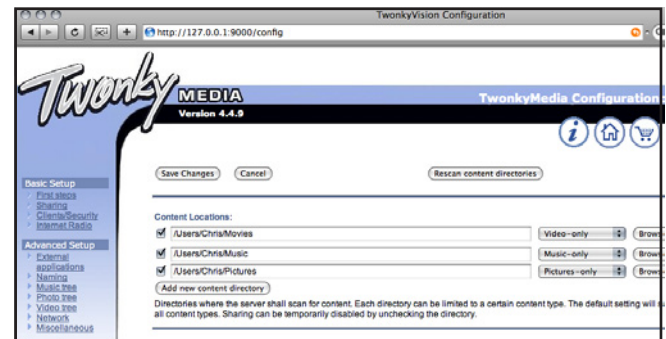 TwonkyVision Configuration
http://127.0.0.1:9000/config
Twonky
MEDIA
Version 4.4.9
TwonkyMedia Configuration
Save Changes
Cancel
Rescan content directories
Basic Setup
First steps
Sharing
Clients/Security
Internet Radio
Advanced Setup
External
applications
Naming
Music tree
Photo tree
Video tree
Network
Miscellaneous
Content Locations:
/Users/Chris/Movies
Video-only
Brows
/Users/Chris/Music
Music-only
Brows
/Users/Chris/Pictures
Pictures-only
Brows
Add new content directory
Directories where the server shall scan for content. Each directory can be limited to a certain content type. The default setting will
all content types. Sharing can be temporarily disabled by unchecking the directory.